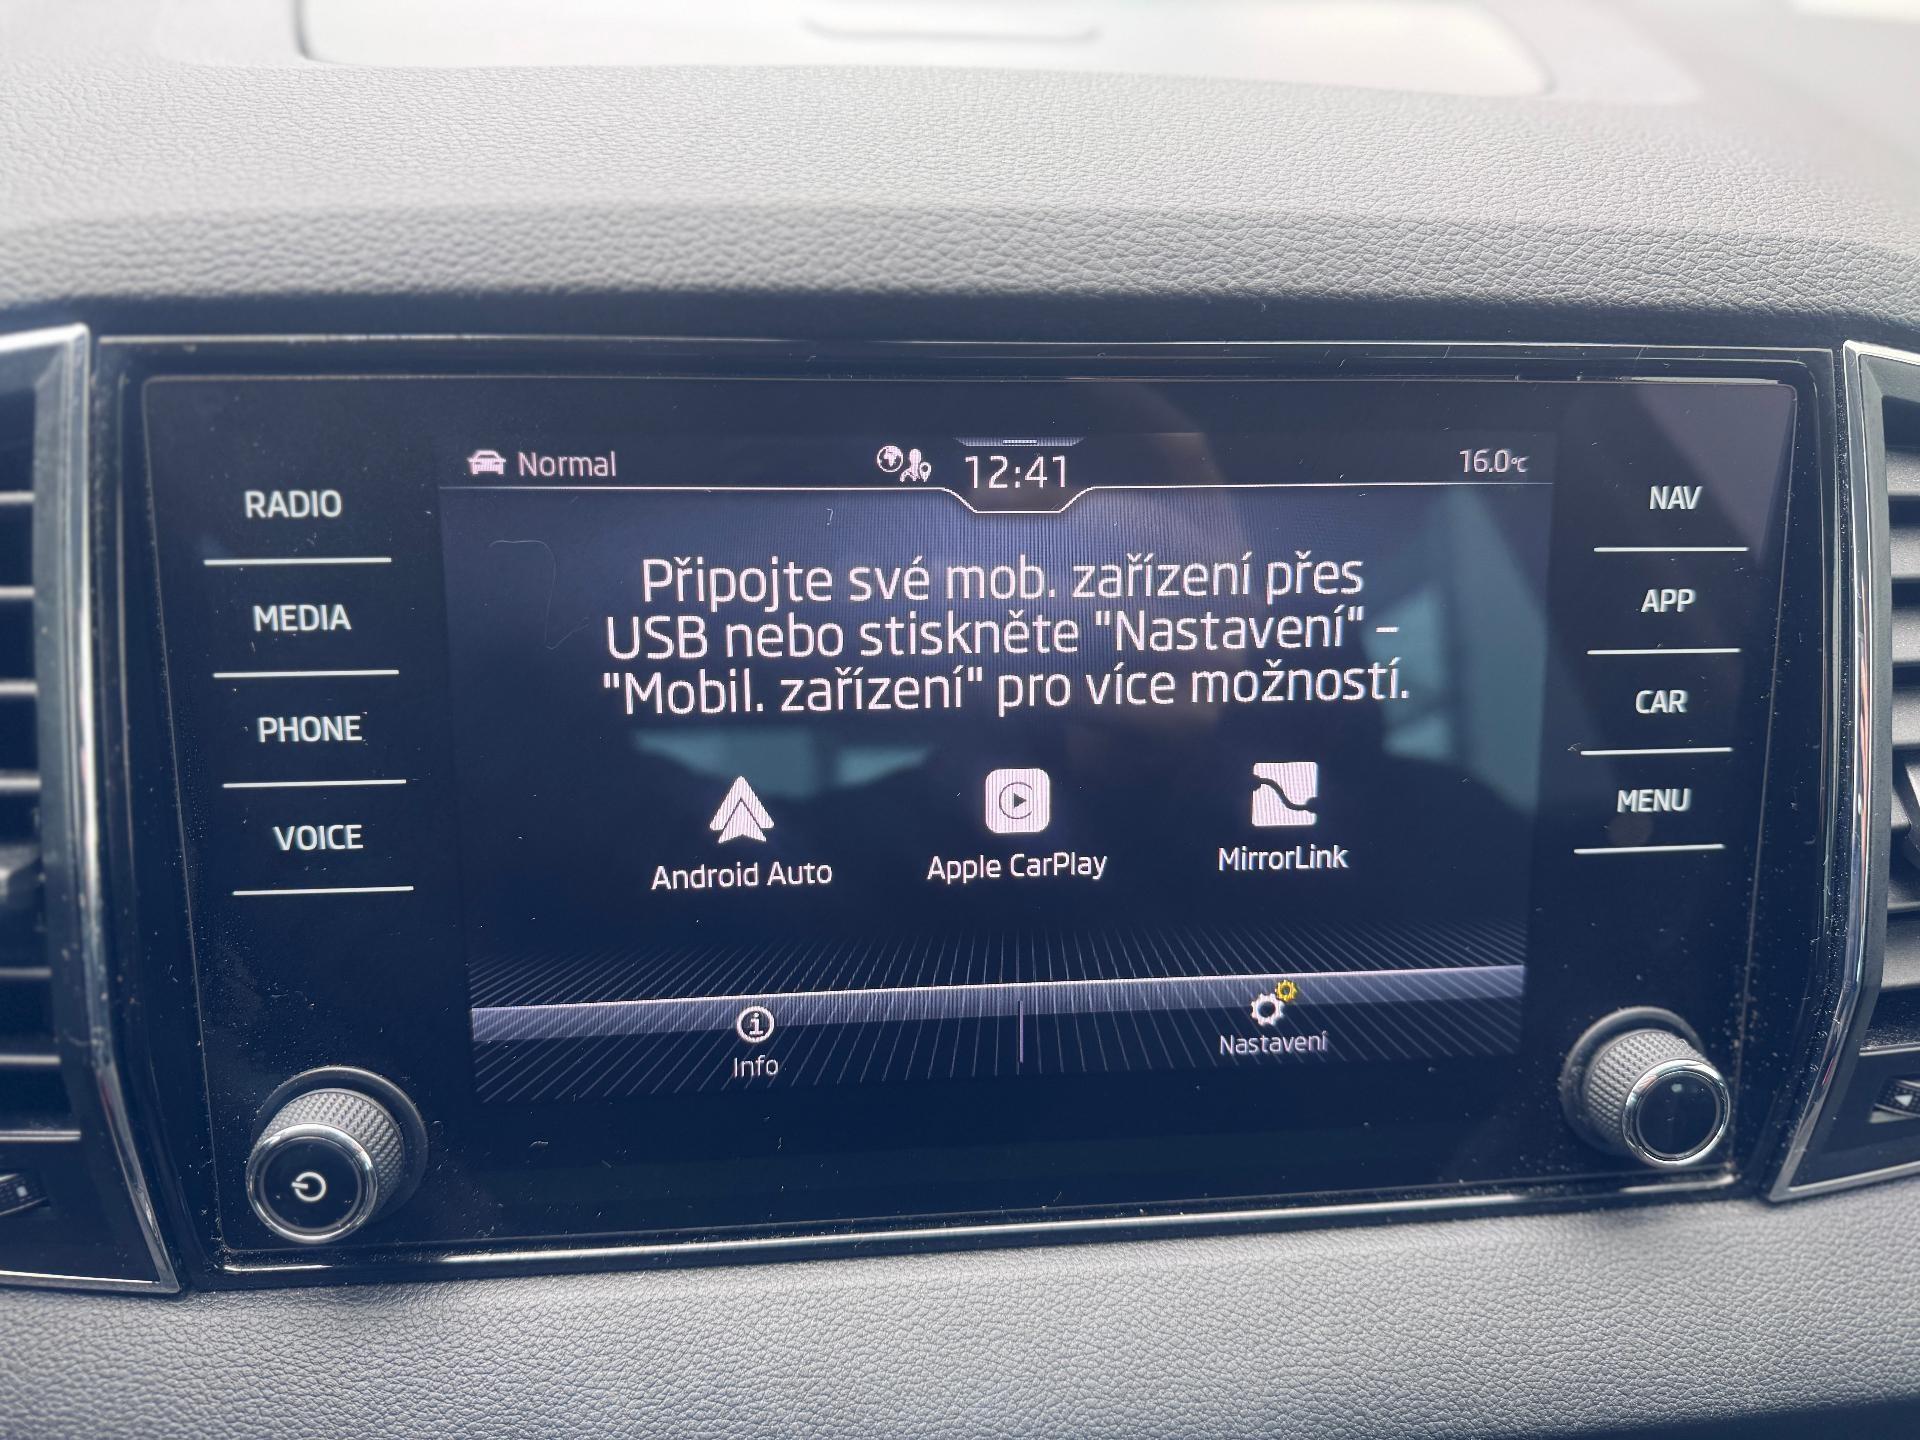 Normal
12:41
16.0°C
RADIO
MEDIA
PHONE
VOICE
Připojte své mob. zařízení přes
USB nebo stiskněte "Nastavení" –
"Mobil. zařízení" pro více možností.
Android Auto
Apple CarPlay
MirrorLink
Info
Nastavení
NAV
APP
CAR
MENU